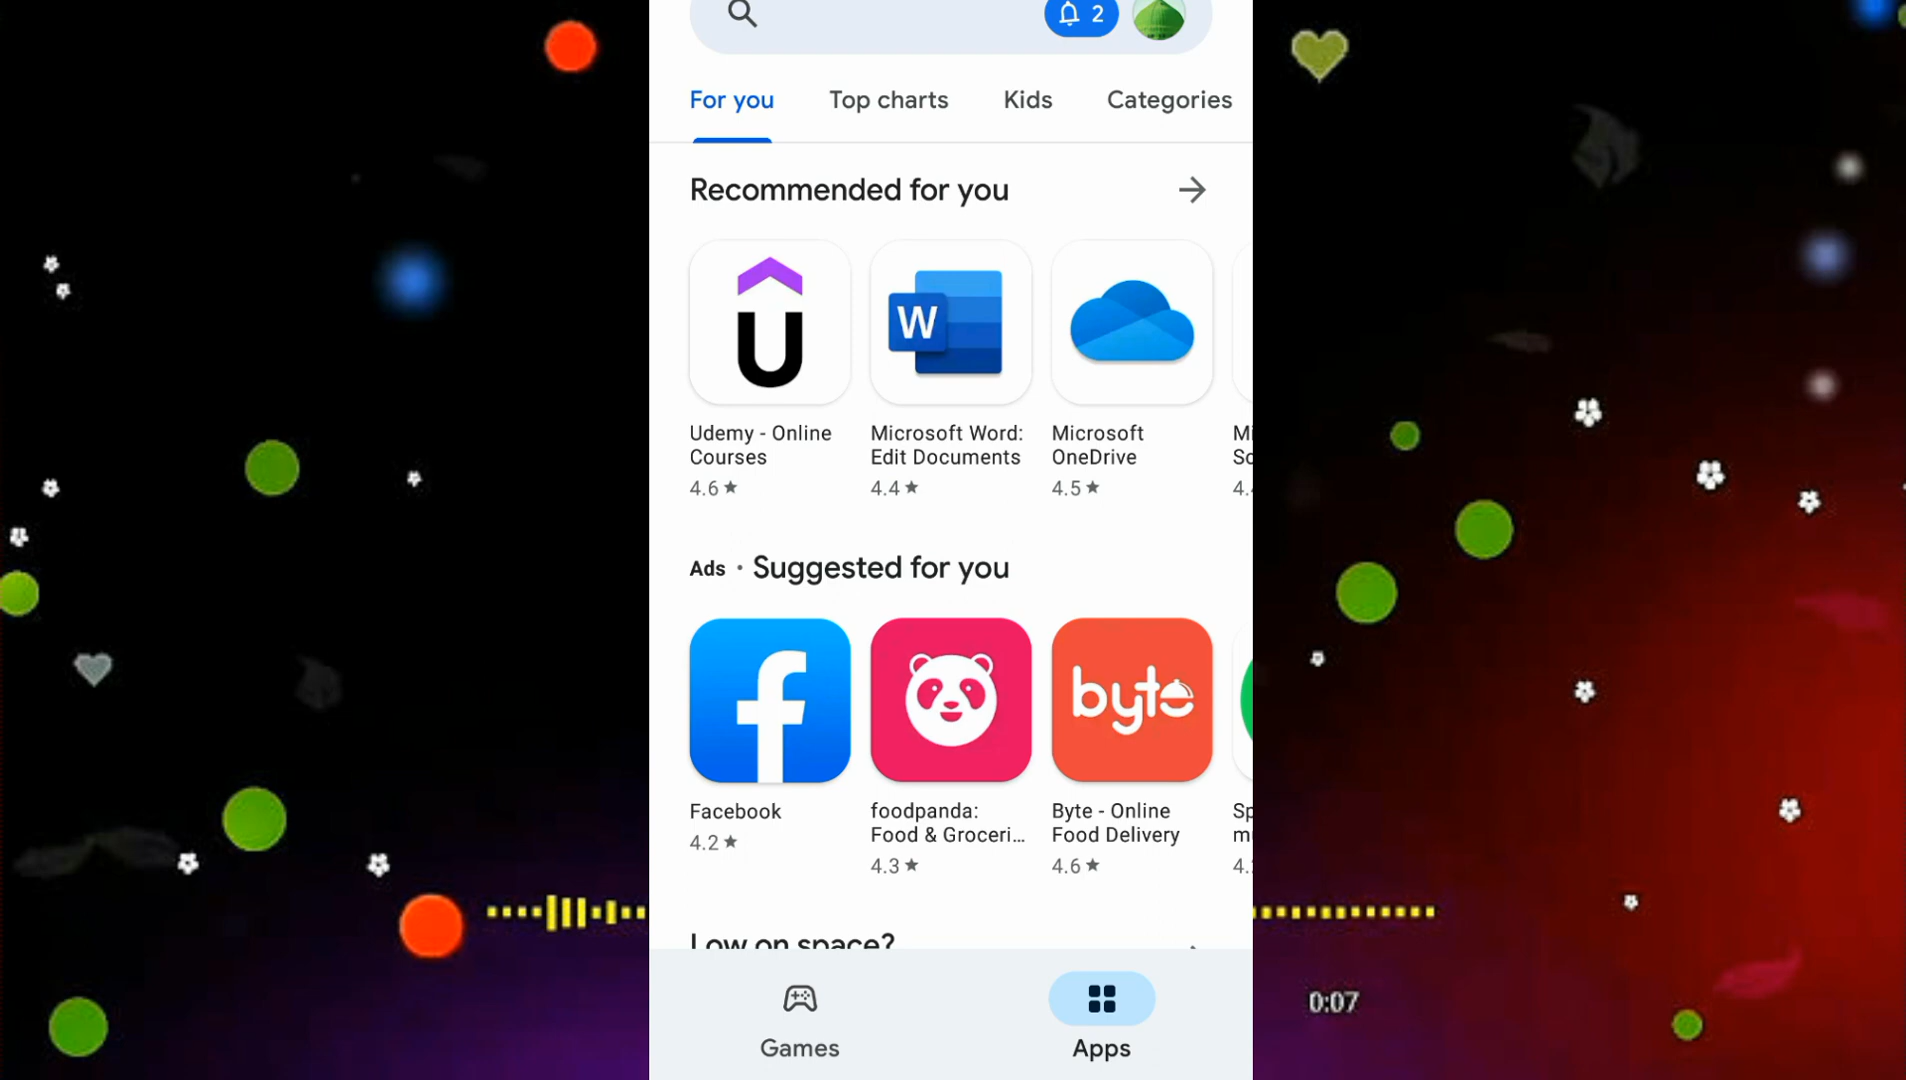 2
For you Top charts Kids Categories
Recommended for you
W
Udemy - Online Courses
4.6 ★
Microsoft Word: Edit Documents
4.4 ★
Microsoft OneDrive
4.5 ★
Ads • Suggested for you
byte
Facebook
4.2 ★
foodpanda: Food & Groceri…
4.3 ★
Byte - Online Food Delivery
4.6 ★
Low on space?
Games Apps
0:07